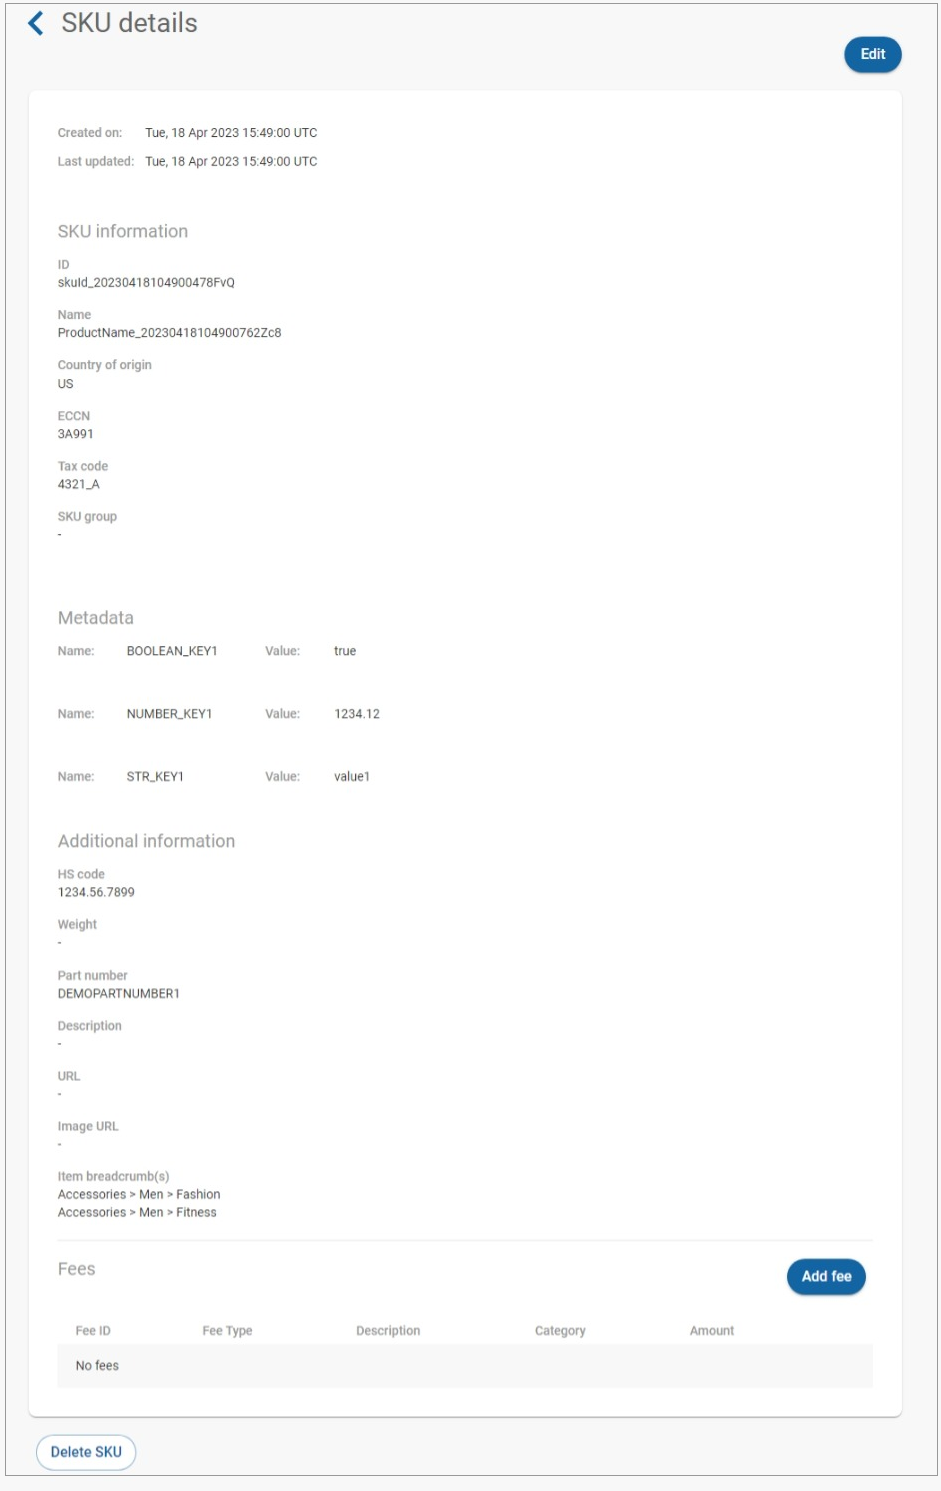 SKU details
Edit
Created on: Tue, 18 Apr 2023 15:49:00 UTC
Last updated: Tue, 18 Apr 2023 15:49:00 UTC
SKU information
ID
skuId_20230418104900478FvQ
Name
ProductName_20230418104900762Zc8
Country of origin
US
ECCN
3A991
Tax code
4321_A
SKU group
-
Metadata
Name: BOOLEAN_KEY1 Value: true
Name: NUMBER_KEY1 Value: 1234.12
Name: STR_KEY1 Value: value1
Additional information
HS code
1234.56.7899
Weight
-
Part number
DEMOPARTNUMBER1
Description
-
URL
-
Image URL
-
Item breadcrumb(s)
Accessories > Men > Fashion
Accessories > Men > Fitness
Fees
Add fee
Fee ID Fee Type Description Category Amount
No fees
Delete SKU